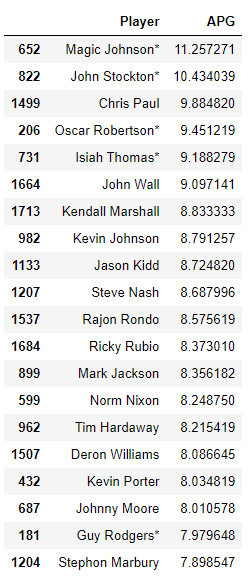 Player APG
652 Magic Johnson* 11.257271
822 John Stockton* 10.434039
1499 Chris Paul 9.884820
206 Oscar Robertson* 9.451219
731 Isiah Thomas* 9.188279
1664 John Wall 9.097141
1713 Kendall Marshall 8.833333
982 Kevin Johnson 8.791257
1133 Jason Kidd 8.724820
1207 Steve Nash 8.687996
1537 Rajon Rondo 8.575619
1684 Ricky Rubio 8.373010
899 Mark Jackson 8.356182
599 Norm Nixon 8.248750
962 Tim Hardaway 8.215419
1507 Deron Williams 8.086645
432 Kevin Porter 8.034819
687 Johnny Moore 8.010578
181 Guy Rodgers* 7.979648
1204 Stephon Marbury 7.898547